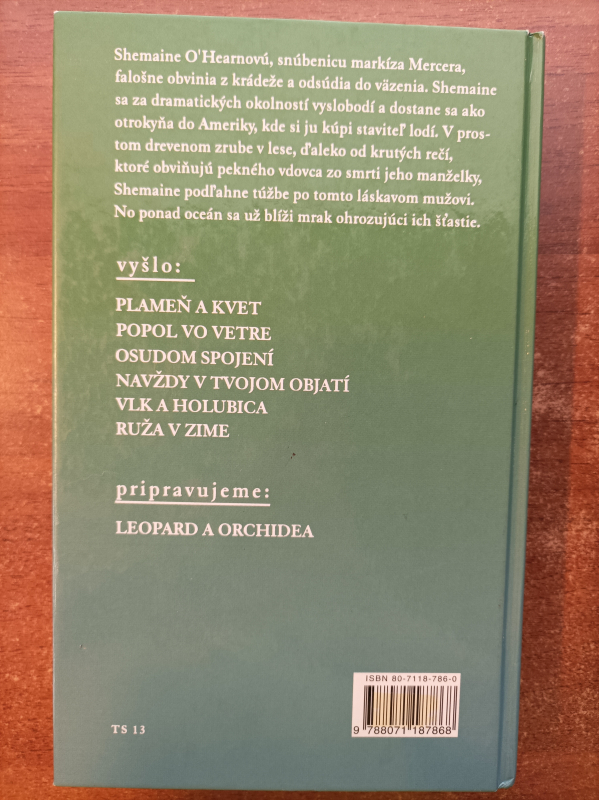 Shemaine O'Hearnovú, snúbenicu markíza Mercera,
falošne obvinia z krádeže a odsúdia do väzenia. Shemaine
sa za dramatických okolností vyslobodí a dostane sa ako
otrokyňa do Ameriky, kde si ju kúpi staviteľ lodí. V pros-
tom drevenom zrube v lese, ďaleko od krutých rečí,
ktoré obviňujú pekného vdovca zo smrti jeho manželky,
Shemaine podľahne túžbe po tomto láskavom mužovi.
No ponad oceán sa už blíži mrak ohrozujúci ich šťastie.
vyšlo:
PLAMEŇ A KVET
POPOL VO VETRE
OSUDOM SPOJENÍ
NAVŽDY V TVOJOM OBJATÍ
VLK A HOLUBICA
RUŽA V ZIME
pripravujeme:
LEOPARD A ORCHIDEA
ISBN 80-7118-786-0
9 788071 187868
TS 13